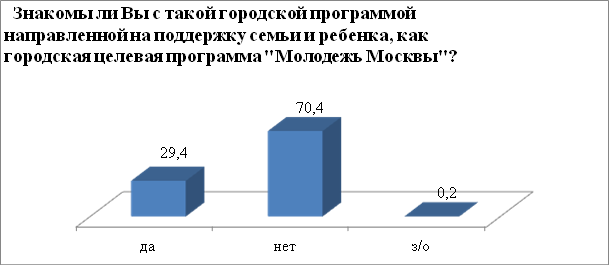 Знакомы ли Вы с такой городской программой
направленной на поддержку семьи и ребенка, как
городская целевая программа "Молодежь Москвы"?
70,4
29,4
0,2
да нет з/о